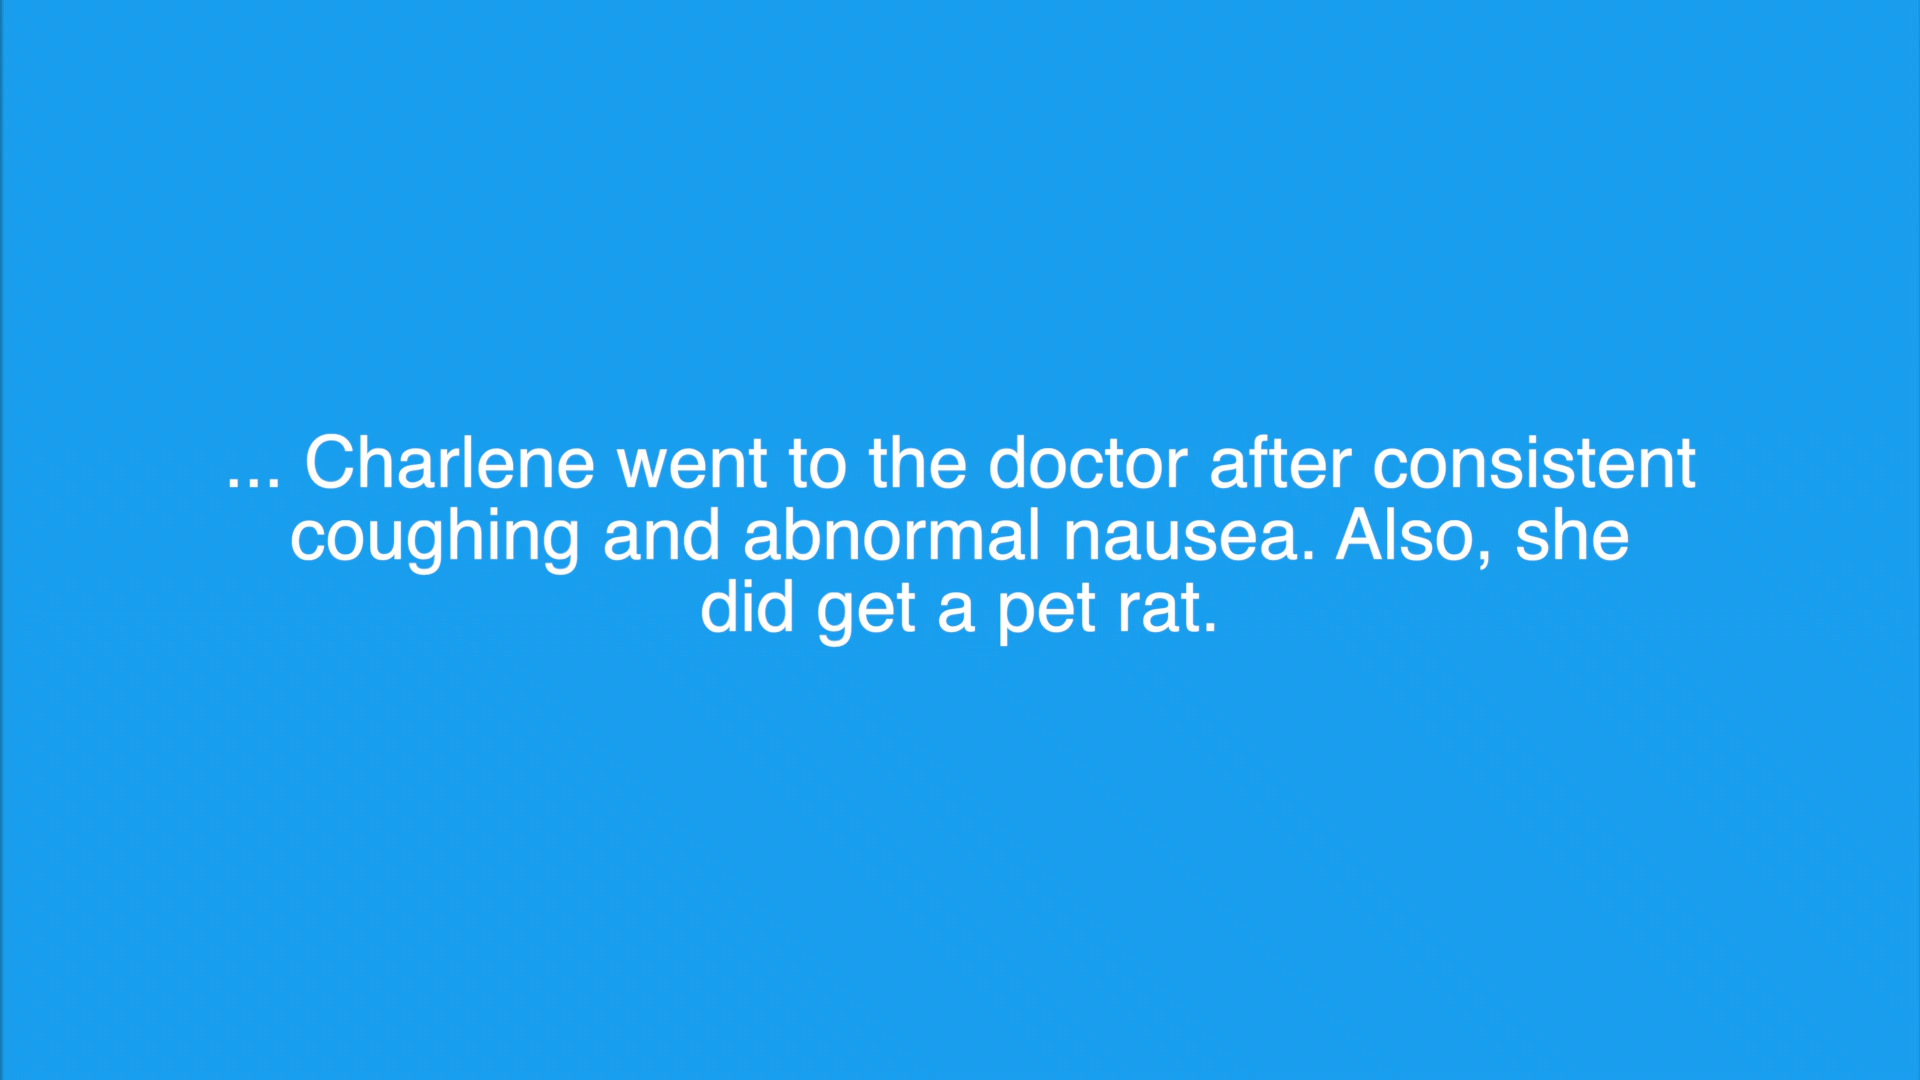 ... Charlene went to the doctor after consistent
coughing and abnormal nausea. Also, she
did get a pet rat.